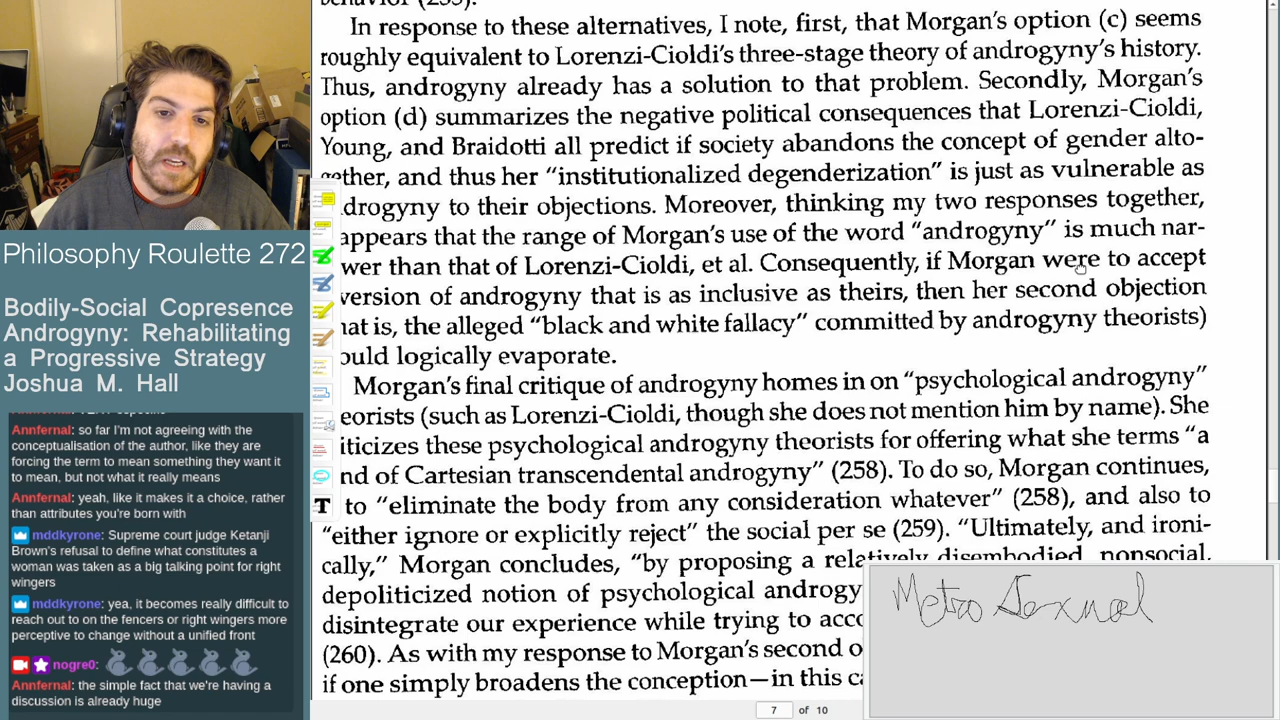 behavior (255).
In response to these alternatives, I note, first, that Morgan's option (c) seems
roughly equivalent to Lorenzi-Cioldi's three-stage theory of androgyny's history.
Thus, androgyny already has a solution to that problem. Secondly, Morgan's
option (d) summarizes the negative political consequences that Lorenzi-Cioldi,
Young, and Braidotti all predict if society abandons the concept of gender alto-
gether, and thus her "institutionalized degenderization" is just as vulnerable as
drogyny to their objections. Moreover, thinking my two responses together,
appears that the range of Morgan's use of the word "androgyny" is much nar-
wer than that of Lorenzi-Cioldi, et al. Consequently, if Morgan were to accept
version of androgyny that is as inclusive as theirs, then her second objection
hat is, the alleged "black and white fallacy" committed by androgyny theorists)
ould logically evaporate.
Morgan's final critique of androgyny homes in on "psychological androgyny"
eorists (such as Lorenzi-Cioldi, though she does not mention him by name). She
iticizes these psychological androgyny theorists for offering what she terms "a
nd of Cartesian transcendental androgyny" (258). To do so, Morgan continues,
to "eliminate the body from any consideration whatever" (258), and also to
"either ignore or explicitly reject" the social per se (259). "Ultimately, and ironi-
cally," Morgan concludes, "by proposing a relatively disembodied, nonsocial,
depoliticized notion of psychological androgy
disintegrate our experience while trying to acco
(260). As with my response to Morgan's second o
if one simply broadens the conception—in this ca
T
7 of 10
Metro Sexual
Philosophy Roulette 272
Bodily-Social Copresence
Androgyny: Rehabilitating
a Progressive Strategy
Joshua M. Hall
Annfernal: so far I'm not agreeing with the
conceptualisation of the author, like they are
forcing the term to mean something they want it
to mean, but not what it really means
Annfernal: yeah, like it makes it a choice, rather
than attributes you're born with
mddkyrone: Supreme court judge Ketanji
Brown's refusal to define what constitutes a
woman was taken as a big talking point for right
wingers
mddkyrone: yea, it becomes really difficult to
reach out to on the fencers or right wingers more
perceptive to change without a unified front
nogre0:
Annfernal: the simple fact that we're having a
discussion is already huge